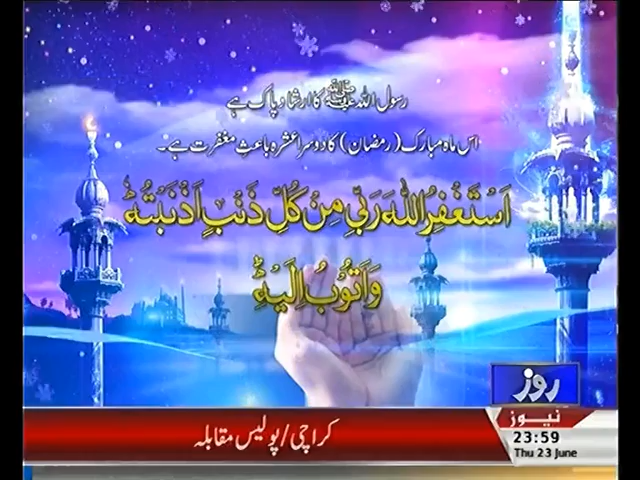 رسول اللہ ﷺ کا ارشاد پاک ہے
اس ماہ مبارک (رمضان) کا دوسرا عشرہ باعثِ مغفرت ہے۔
اَسْتَغْفِرُ اللّٰهَ رَبِّىْ مِنْ كُلِّ ذَنْبٍ اَذْنَبْتُهٗ
وَاَتُوْبُ اِلَيْهِ
روز
نیوز
کراچی/پولیس مقابلہ
23:59
Thu 23 June